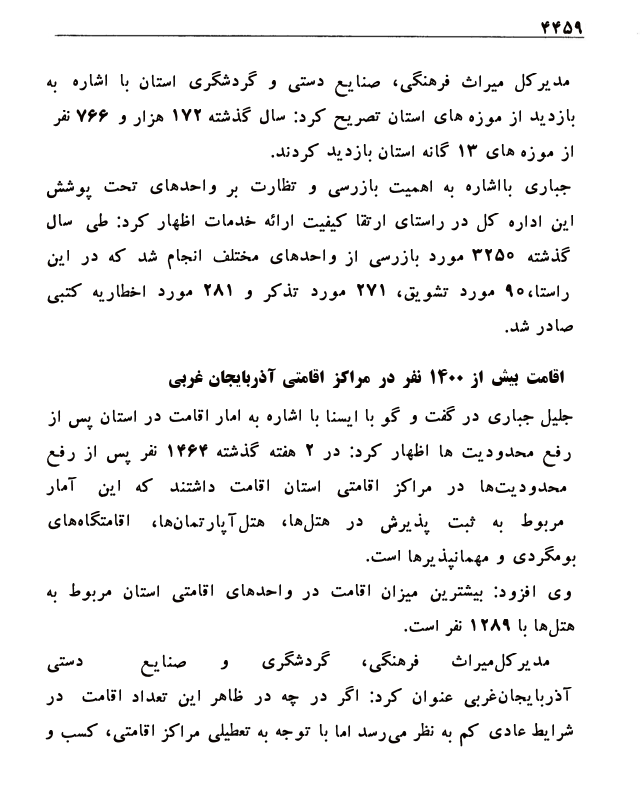 ۴۴۵۹
مدیرکل میراث فرهنگی، صنایع دستی و گردشگری استان با اشاره به
بازدید از موزه های استان تصریح کرد: سال گذشته ۱۷۲ هزار و ۷۶۶ نفر
از موزه های ۱۳ گانه استان بازدید کردند.
جباری بااشاره به اهمیت بازرسی و تظارت بر واحدهای تحت پوشش
این اداره کل در راستای ارتقا کیفیت ارائه خدمات اظهار کرد: طی سال
گذشته ۳۲۵۰ مورد بازرسی از واحدهای مختلف انجام شد که در این
راستا،۹۰ مورد تشویق، ۲۷۱ مورد تذکر و ۲۸۱ مورد اخطاریه کتبی
صادر شد.
اقامت بیش از ۱۴۰۰ نفر در مراکز اقامتی آذربایجان غربی
جلیل جباری در گفت و گو با ایسنا با اشاره به امار اقامت در استان پس از
رفع محدودیت ها اظهار کرد: در ۲ هفته گذشته ۱۴۶۴ نفر پس از رفع
محدودیت‌ها در مراکز اقامتی استان اقامت داشتند که این آمار
مربوط به ثبت پذیرش در هتل‌ها، هتل‌آپارتمان‌ها، اقامتگاه‌های
بومگردی و مهمانپذیرها است.
وی افزود: بیشترین میزان اقامت در واحدهای اقامتی استان مربوط به
هتل‌ها با ۱۲۸۹ نفر است.
مدیرکل‌میراث فرهنگی، گردشگری و صنایع دستی
آذربایجان‌غربی عنوان کرد: اگر در چه در ظاهر این تعداد اقامت در
شرایط عادی کم به نظر می‌رسد اما با توجه به تعطیلی مراکز اقامتی، کسب و